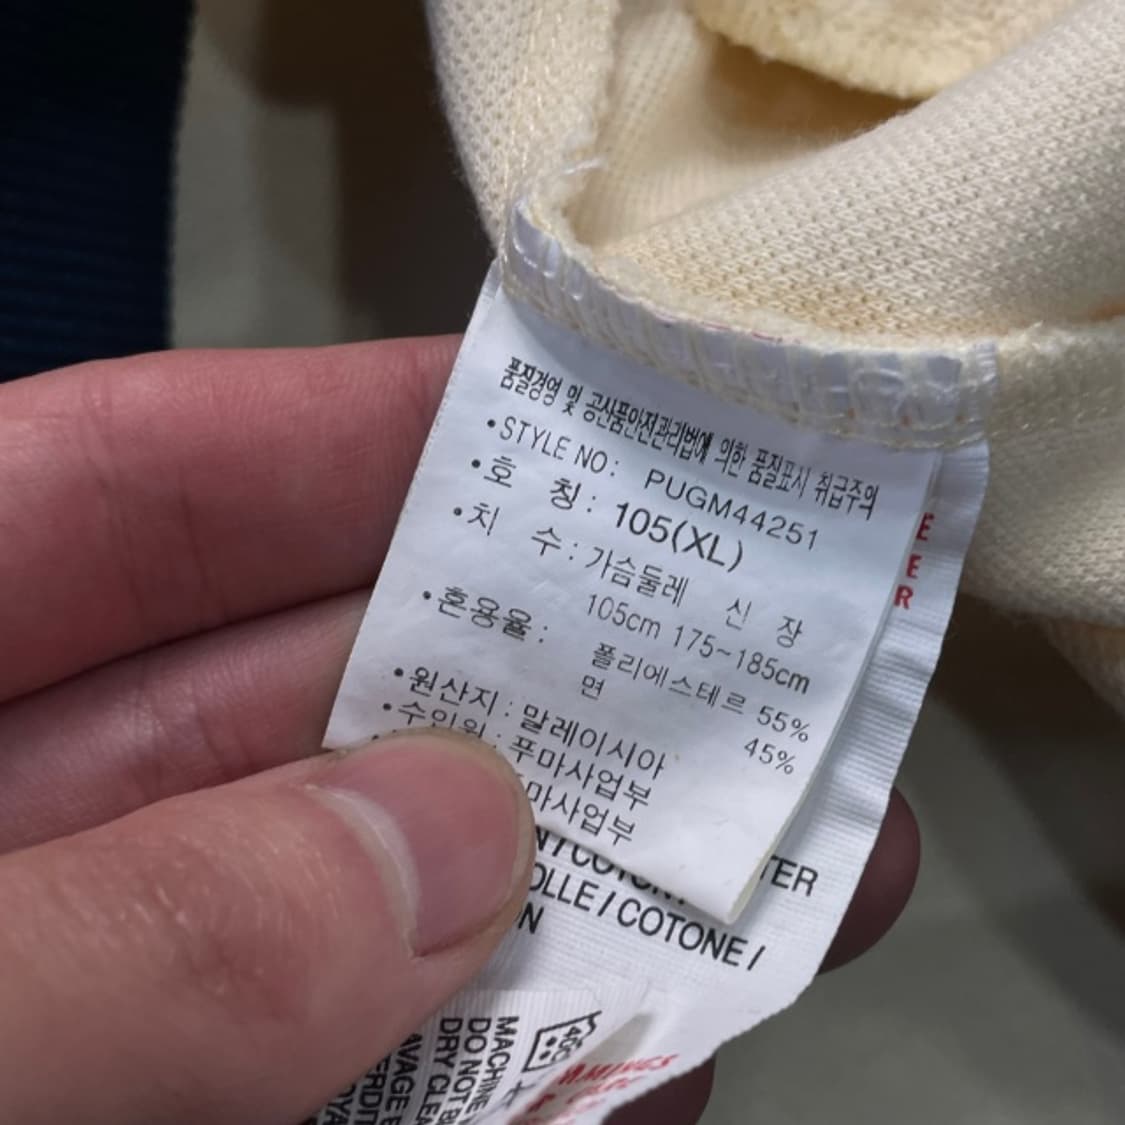 품질경영 및 공산품안전관리법에 의한 품질표시 취급주의
•STYLE NO: PUGM44251
•호 칭: 105(XL)
•치 수: 가슴둘레 신 장
105cm 175~185cm
•혼용율: 폴리에스테르 55%
면 45%
•원산지: 말레이시아
•수입원: 푸마사업부
마사업부
E
E
R
COTONE /
MACHINE
DO NOT
DRY
40C